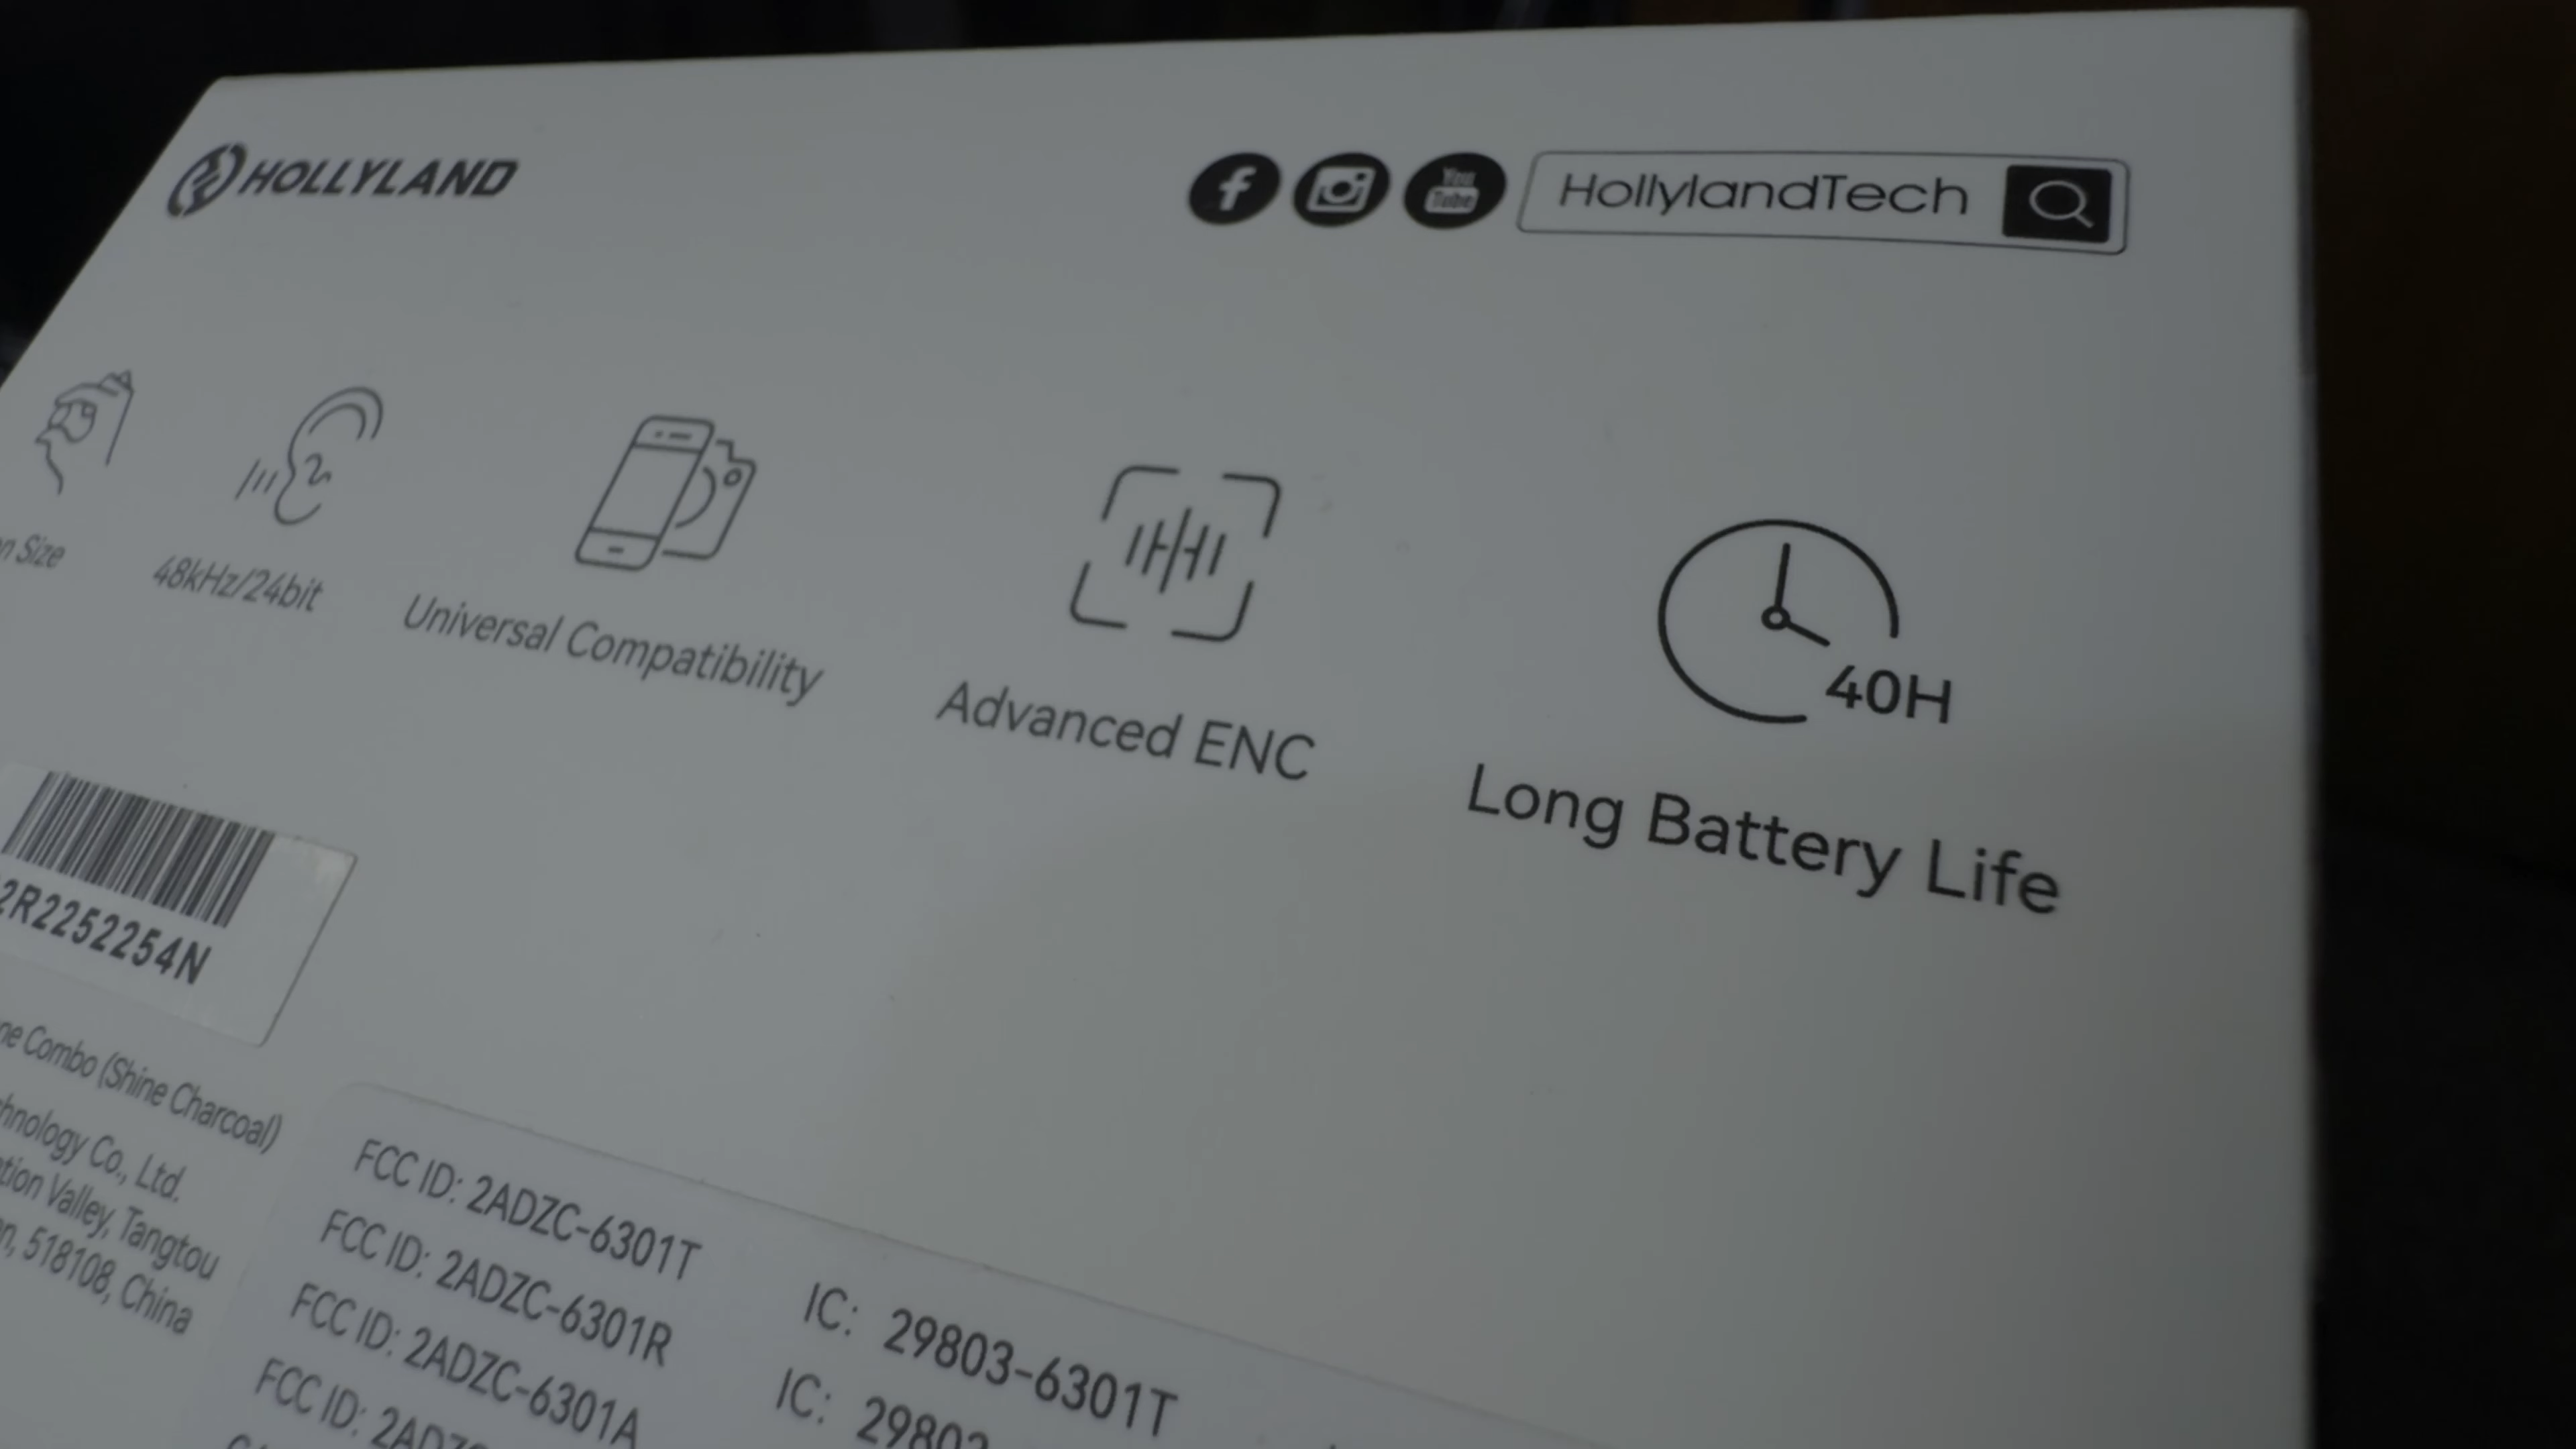 HOLLYLAND
HollylandTech
You
Tube
Size
48kHz/24bit
Universal Compatibility
Advanced ENC
40H
Long Battery Life
2R2252254N
Combo (Shine Charcoal)
Co., Ltd.
Valley, Tangtou
518108, China
FCC ID: 2ADZC-6301T
FCC ID: 2ADZC-6301R
FCC ID: 2ADZC-6301A
FCC ID:
IC: 29803-6301T
IC: 29803